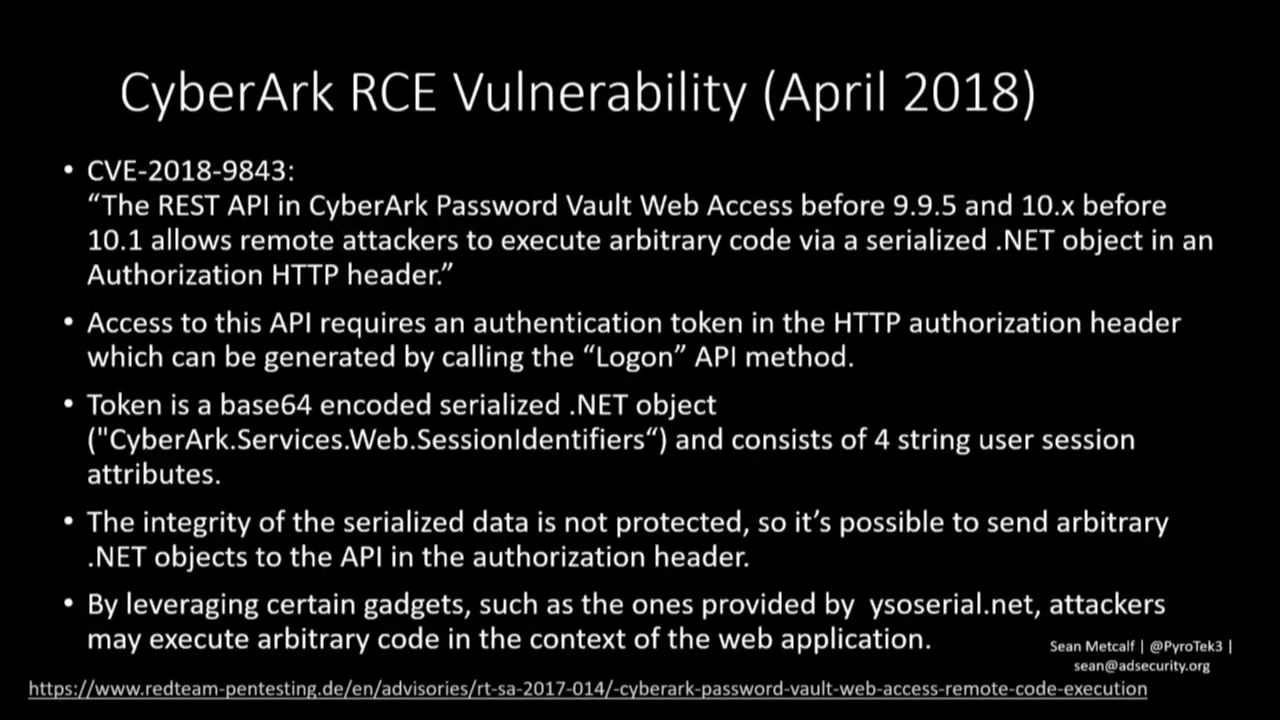 CyberArk RCE Vulnerability (April 2018)
• CVE-2018-9843:
“The REST API in CyberArk Password Vault Web Access before 9.9.5 and 10.x before
10.1 allows remote attackers to execute arbitrary code via a serialized .NET object in an
Authorization HTTP header.”
• Access to this API requires an authentication token in the HTTP authorization header
which can be generated by calling the “Logon” API method.
• Token is a base64 encoded serialized .NET object
("CyberArk.Services.Web.SessionIdentifiers“) and consists of 4 string user session
attributes.
• The integrity of the serialized data is not protected, so it’s possible to send arbitrary
.NET objects to the API in the authorization header.
• By leveraging certain gadgets, such as the ones provided by ysoserial.net, attackers
may execute arbitrary code in the context of the web application.
Sean Metcalf | @PyroTek3 |
sean@adsecurity.org
https://www.redteam-pentesting.de/en/advisories/rt-sa-2017-014/-cyberark-password-vault-web-access-remote-code-execution